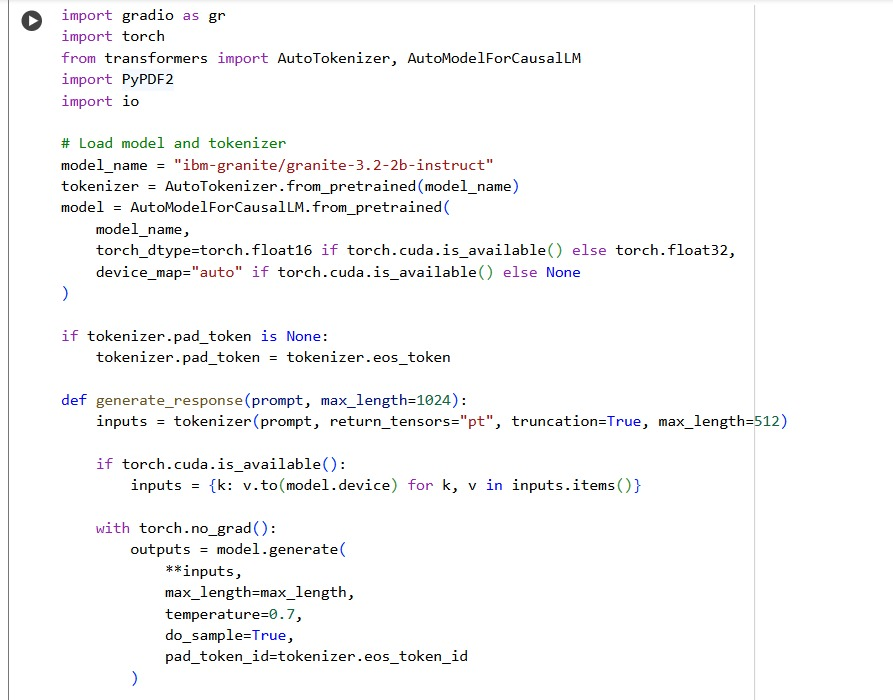 import gradio as gr
import torch
from transformers import AutoTokenizer, AutoModelForCausalLM
import PyPDF2
import io

# Load model and tokenizer
model_name = "ibm-granite/granite-3.2-2b-instruct"
tokenizer = AutoTokenizer.from_pretrained(model_name)
model = AutoModelForCausalLM.from_pretrained(
    model_name,
    torch_dtype=torch.float16 if torch.cuda.is_available() else torch.float32,
    device_map="auto" if torch.cuda.is_available() else None
)

if tokenizer.pad_token is None:
    tokenizer.pad_token = tokenizer.eos_token

def generate_response(prompt, max_length=1024):
    inputs = tokenizer(prompt, return_tensors="pt", truncation=True, max_length=512)

    if torch.cuda.is_available():
        inputs = {k: v.to(model.device) for k, v in inputs.items()}

    with torch.no_grad():
        outputs = model.generate(
            **inputs,
            max_length=max_length,
            temperature=0.7,
            do_sample=True,
            pad_token_id=tokenizer.eos_token_id
        )